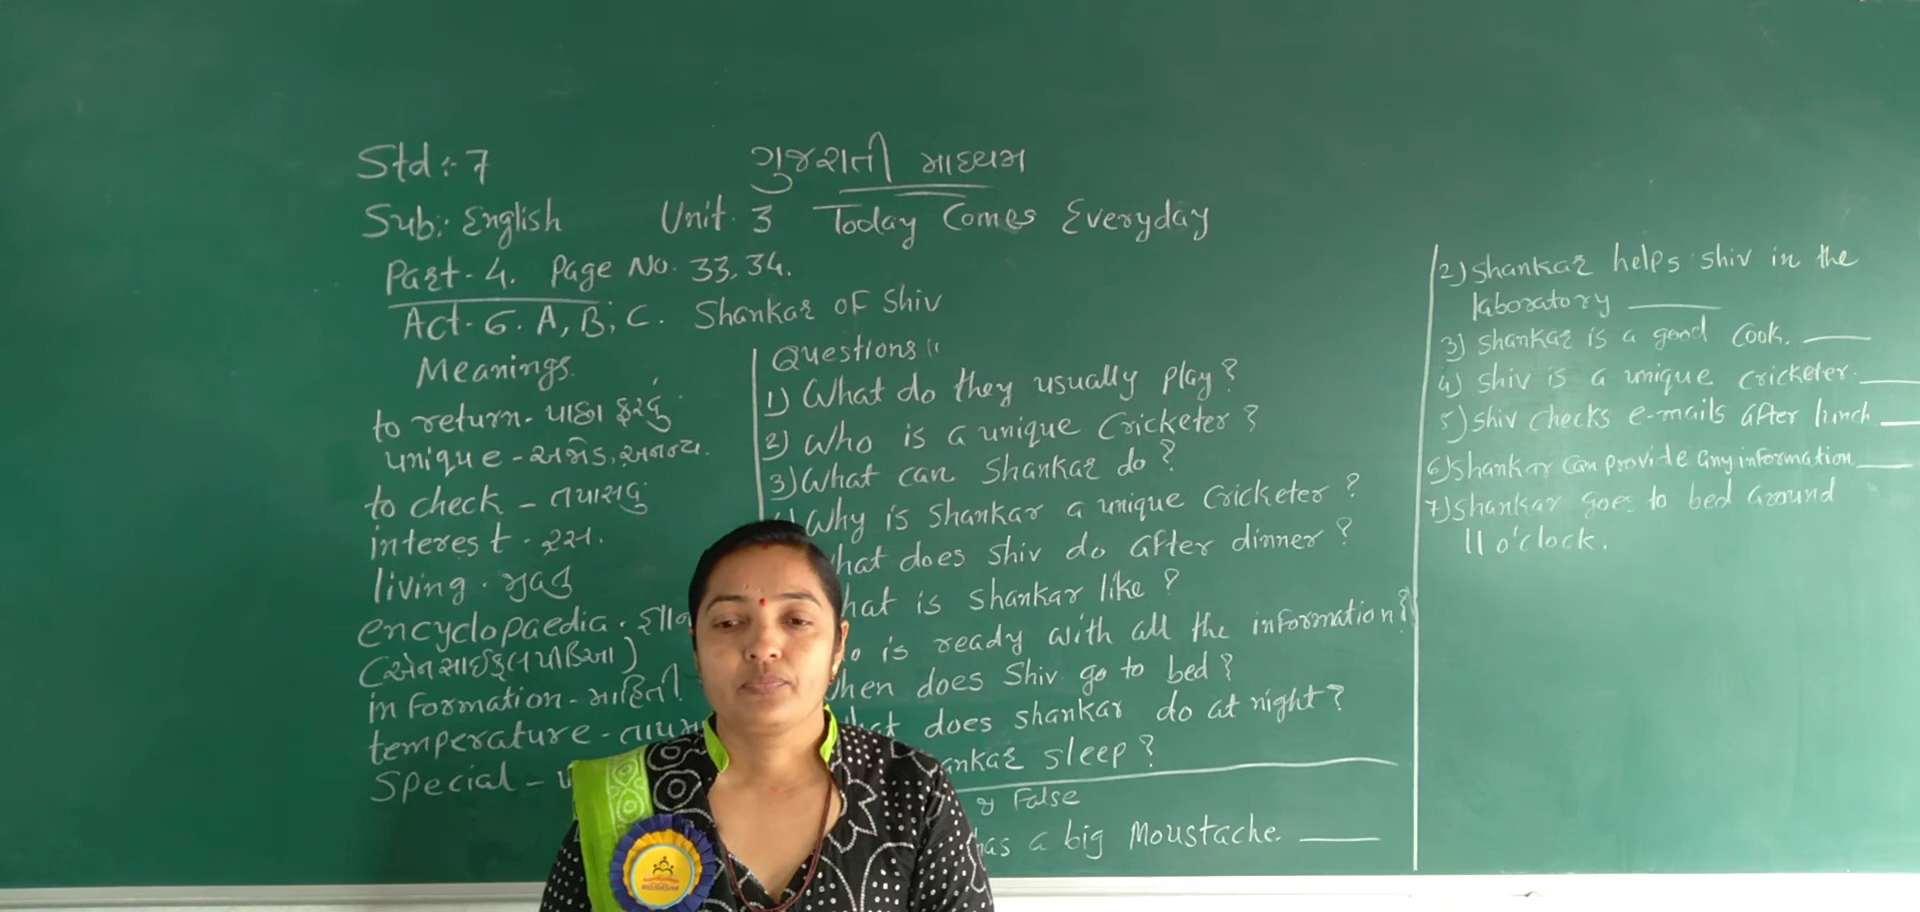 Std:- 7
ગુજરાતી માધ્યમ
Sub:- English Unit. 3 Today Comes Everyday
Part-4. Page No. 33,34.
Act-6. A, B, C. Shankar of Shiv
Meanings
to return - પાછા ફરવું
unique - અજોડ, અનન્ય.
to check - તપાસવું
interest - રસ.
living.
encyclopaedia.
(એનસાઈક્લોપીડિઆ)
information - માહિતી
temperature -
Special -
Questions
1) What do they usually play?
2) Who is a unique Cricketer?
3) What can Shankar do?
Why is Shankar a unique Cricketer?
does Shiv do after dinner?
is Shankar like?
is ready with all the information?
does Shiv go to bed?
does Shankar do at night?
sleep?
False
a big Moustache.
2) Shankar helps Shiv in the
laboratory
3) Shankar is a good Cook.
4) Shiv is a unique cricketer.
5) Shiv checks e-mails after lunch
6) Shankar can provide any information
7) Shankar goes to bed around
11 o'clock.